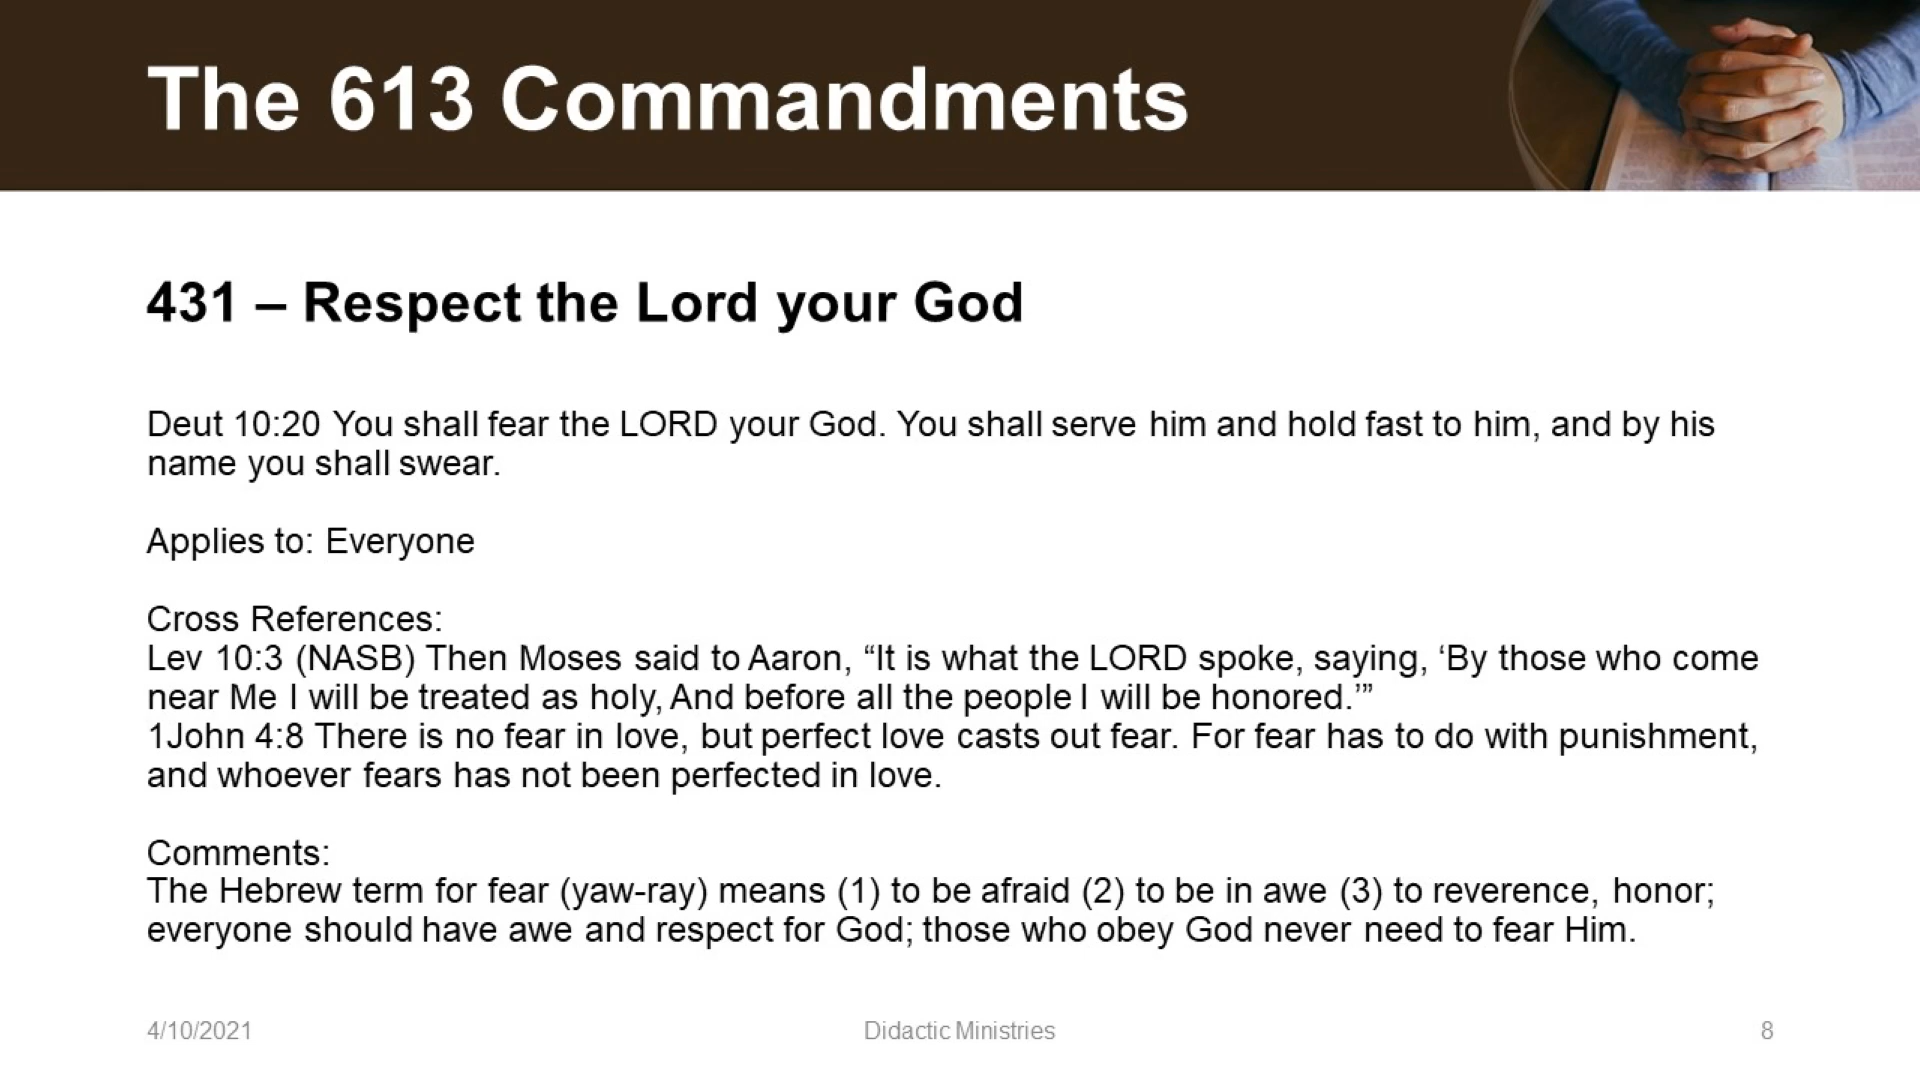 The 613 Commandments
431 – Respect the Lord your God
Deut 10:20 You shall fear the LORD your God. You shall serve him and hold fast to him, and by his
name you shall swear.
Applies to: Everyone
Cross References:
Lev 10:3 (NASB) Then Moses said to Aaron, “It is what the LORD spoke, saying, ‘By those who come
near Me I will be treated as holy, And before all the people I will be honored.’”
1John 4:8 There is no fear in love, but perfect love casts out fear. For fear has to do with punishment,
and whoever fears has not been perfected in love.
Comments:
The Hebrew term for fear (yaw-ray) means (1) to be afraid (2) to be in awe (3) to reverence, honor;
everyone should have awe and respect for God; those who obey God never need to fear Him.
4/10/2021
Didactic Ministries
8